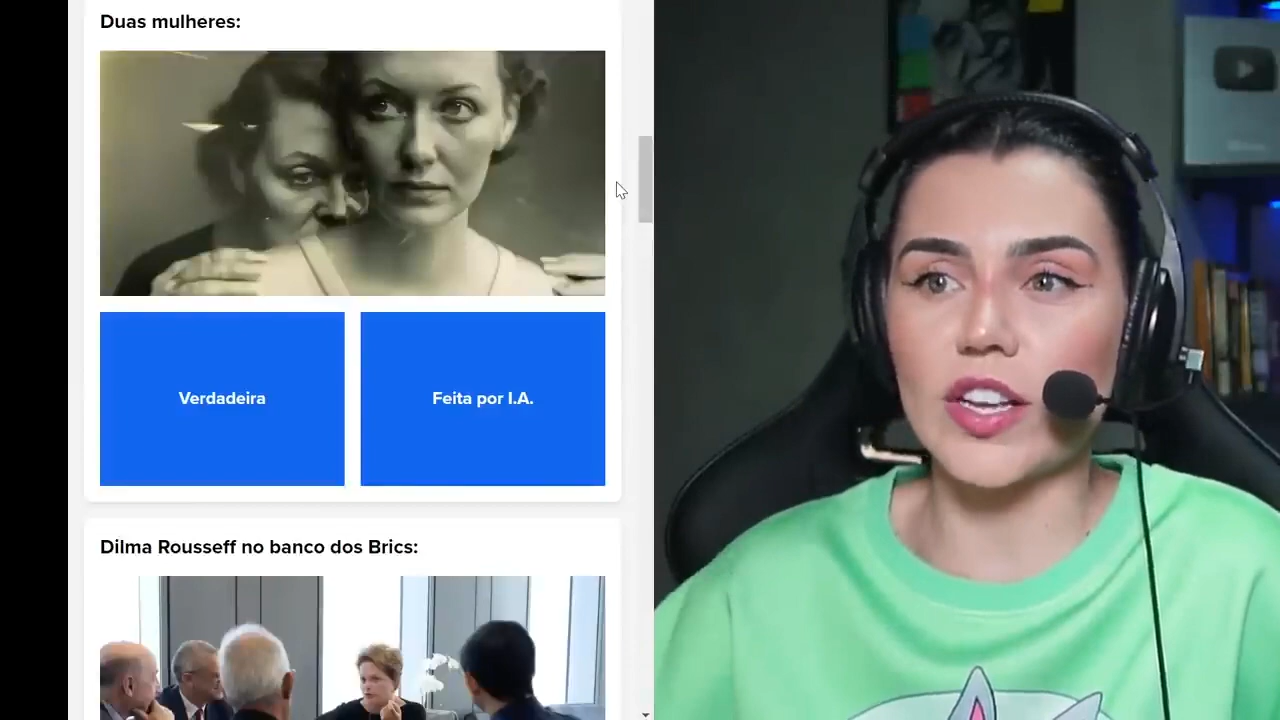 Duas mulheres:
Verdadeira
Feita por I.A.
Dilma Rousseff no banco dos Brics: